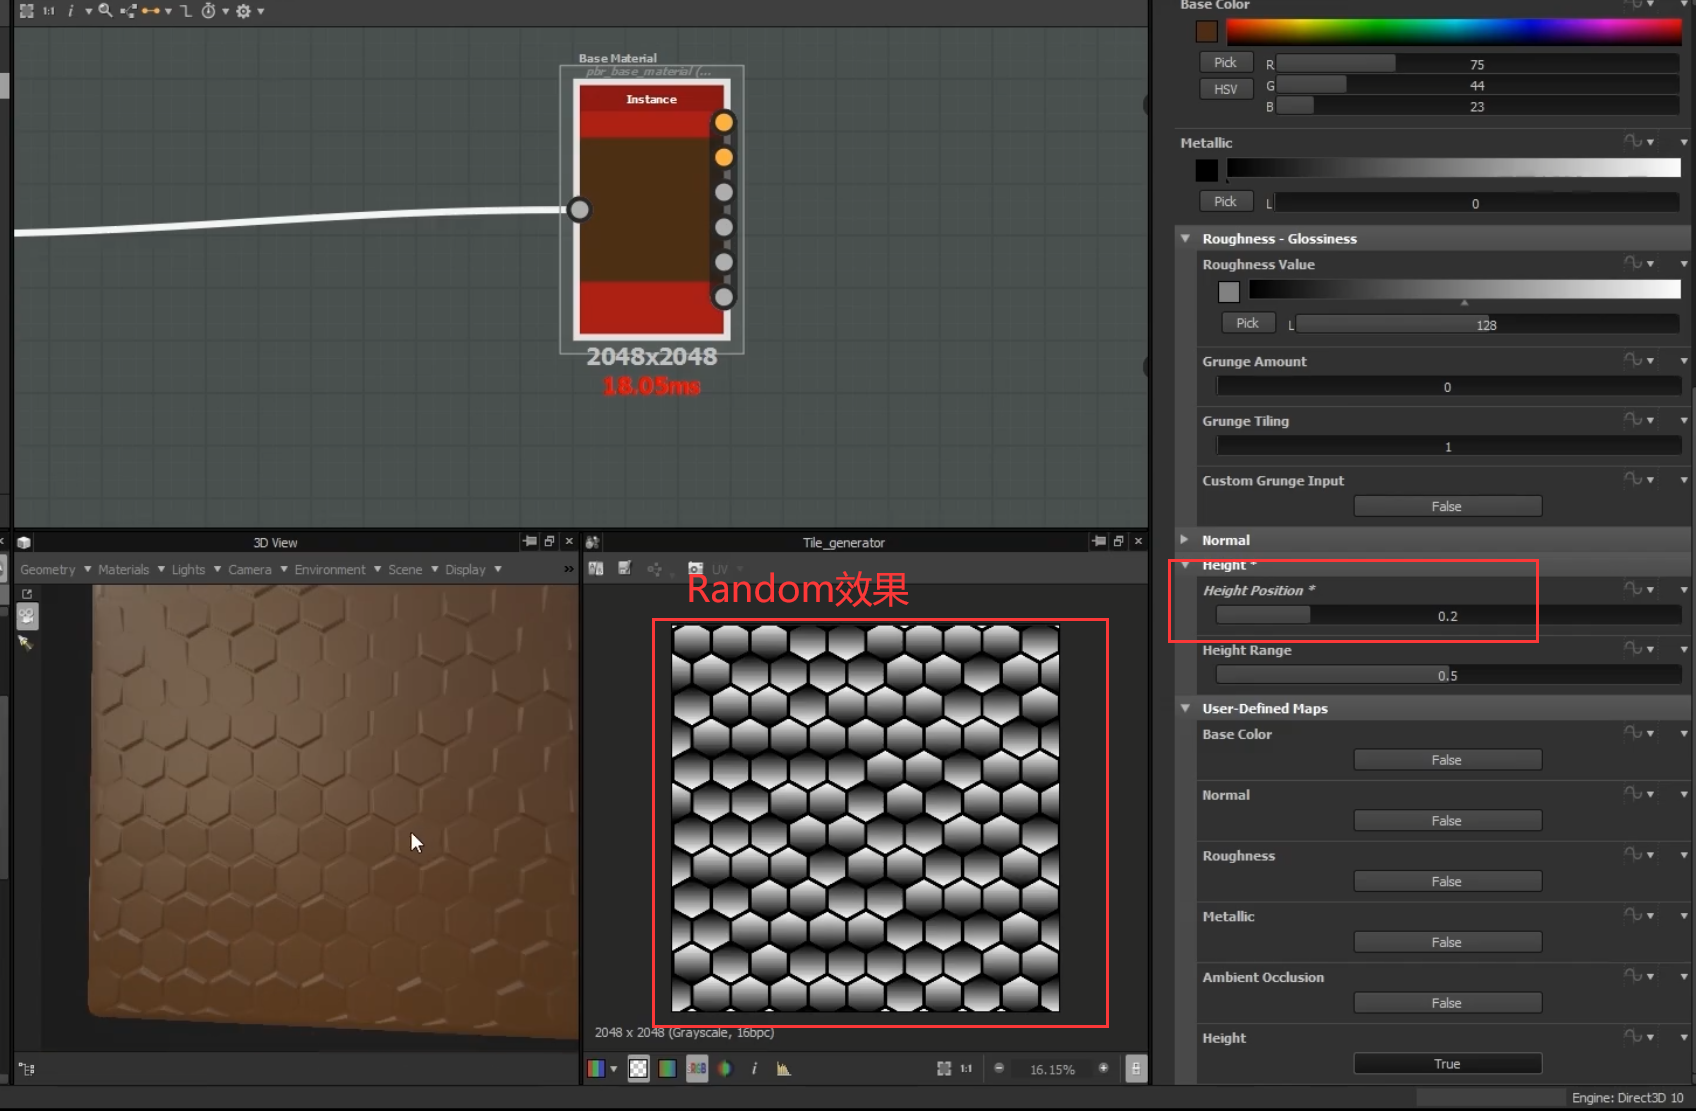 1:1
i
Base Material
pbr_base_material (...
Instance
2048x2048
18.05ms
3D View
Geometry
Materials
Lights
Camera
Environment
Scene
Display
»
Tile_generator
UV
Random效果
2048 x 2048 (Grayscale, 16bpc)
i
1:1
16.15%
Base Color
Pick
HSV
R 75
G 44
B 23
Metallic
Pick
L 0
Roughness - Glossiness
Roughness Value
Pick
L 128
Grunge Amount
0
Grunge Tiling
1
Custom Grunge Input
False
Normal
Height *
Height Position *
0.2
Height Range
0.5
User-Defined Maps
Base Color
False
Normal
False
Roughness
False
Metallic
False
Ambient Occlusion
False
Height
True
Engine: Direct3D 10